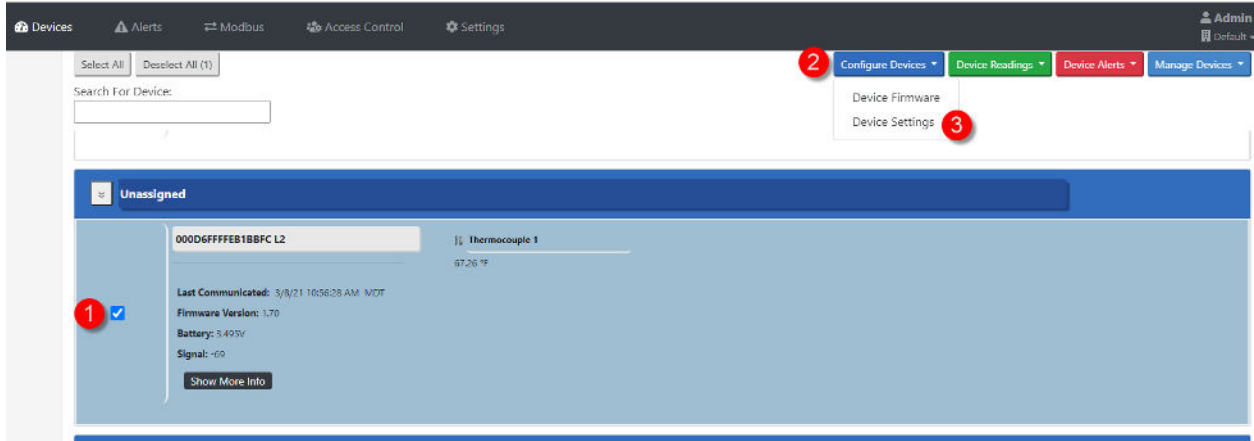 Devices Alerts Modbus Access Control Settings Admin
Default
Select All Deselect All (1) 2 Configure Devices Device Readings Device Alerts Manage Devices
Search For Device:
Device Firmware
Device Settings 3
Unassigned
000D6FFFFEB1BBFC L2 Thermocouple 1
67.26 °F
Last Communicated: 3/8/21 10:56:28 AM MDT
1 Firmware Version: 1.70
Battery: 3.495V
Signal: -69
Show More Info